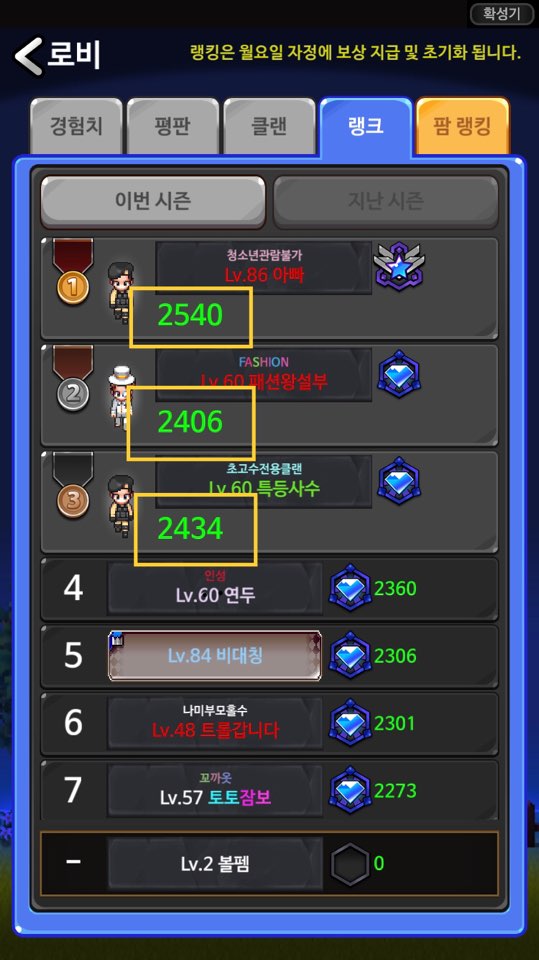 확성기
로비
랭킹은 월요일 자정에 보상 지급 및 초기화 됩니다.
경험치
평판
클랜
랭크
팜 랭킹
이번 시즌
지난 시즌
1
청소년관람불가
Lv.86 아빠
2540
2
FASHION
Lv.60 패션왕설부
2406
3
초고수전용클랜
Lv.60 특등사수
2434
4
인성
Lv.60 연두
2360
5
Lv.84 비대칭
2306
6
나미부모홀수
Lv.48 트롤갑니다
2301
7
꼬까옷
Lv.57 토토잠보
2273
-
Lv.2 볼펨
0